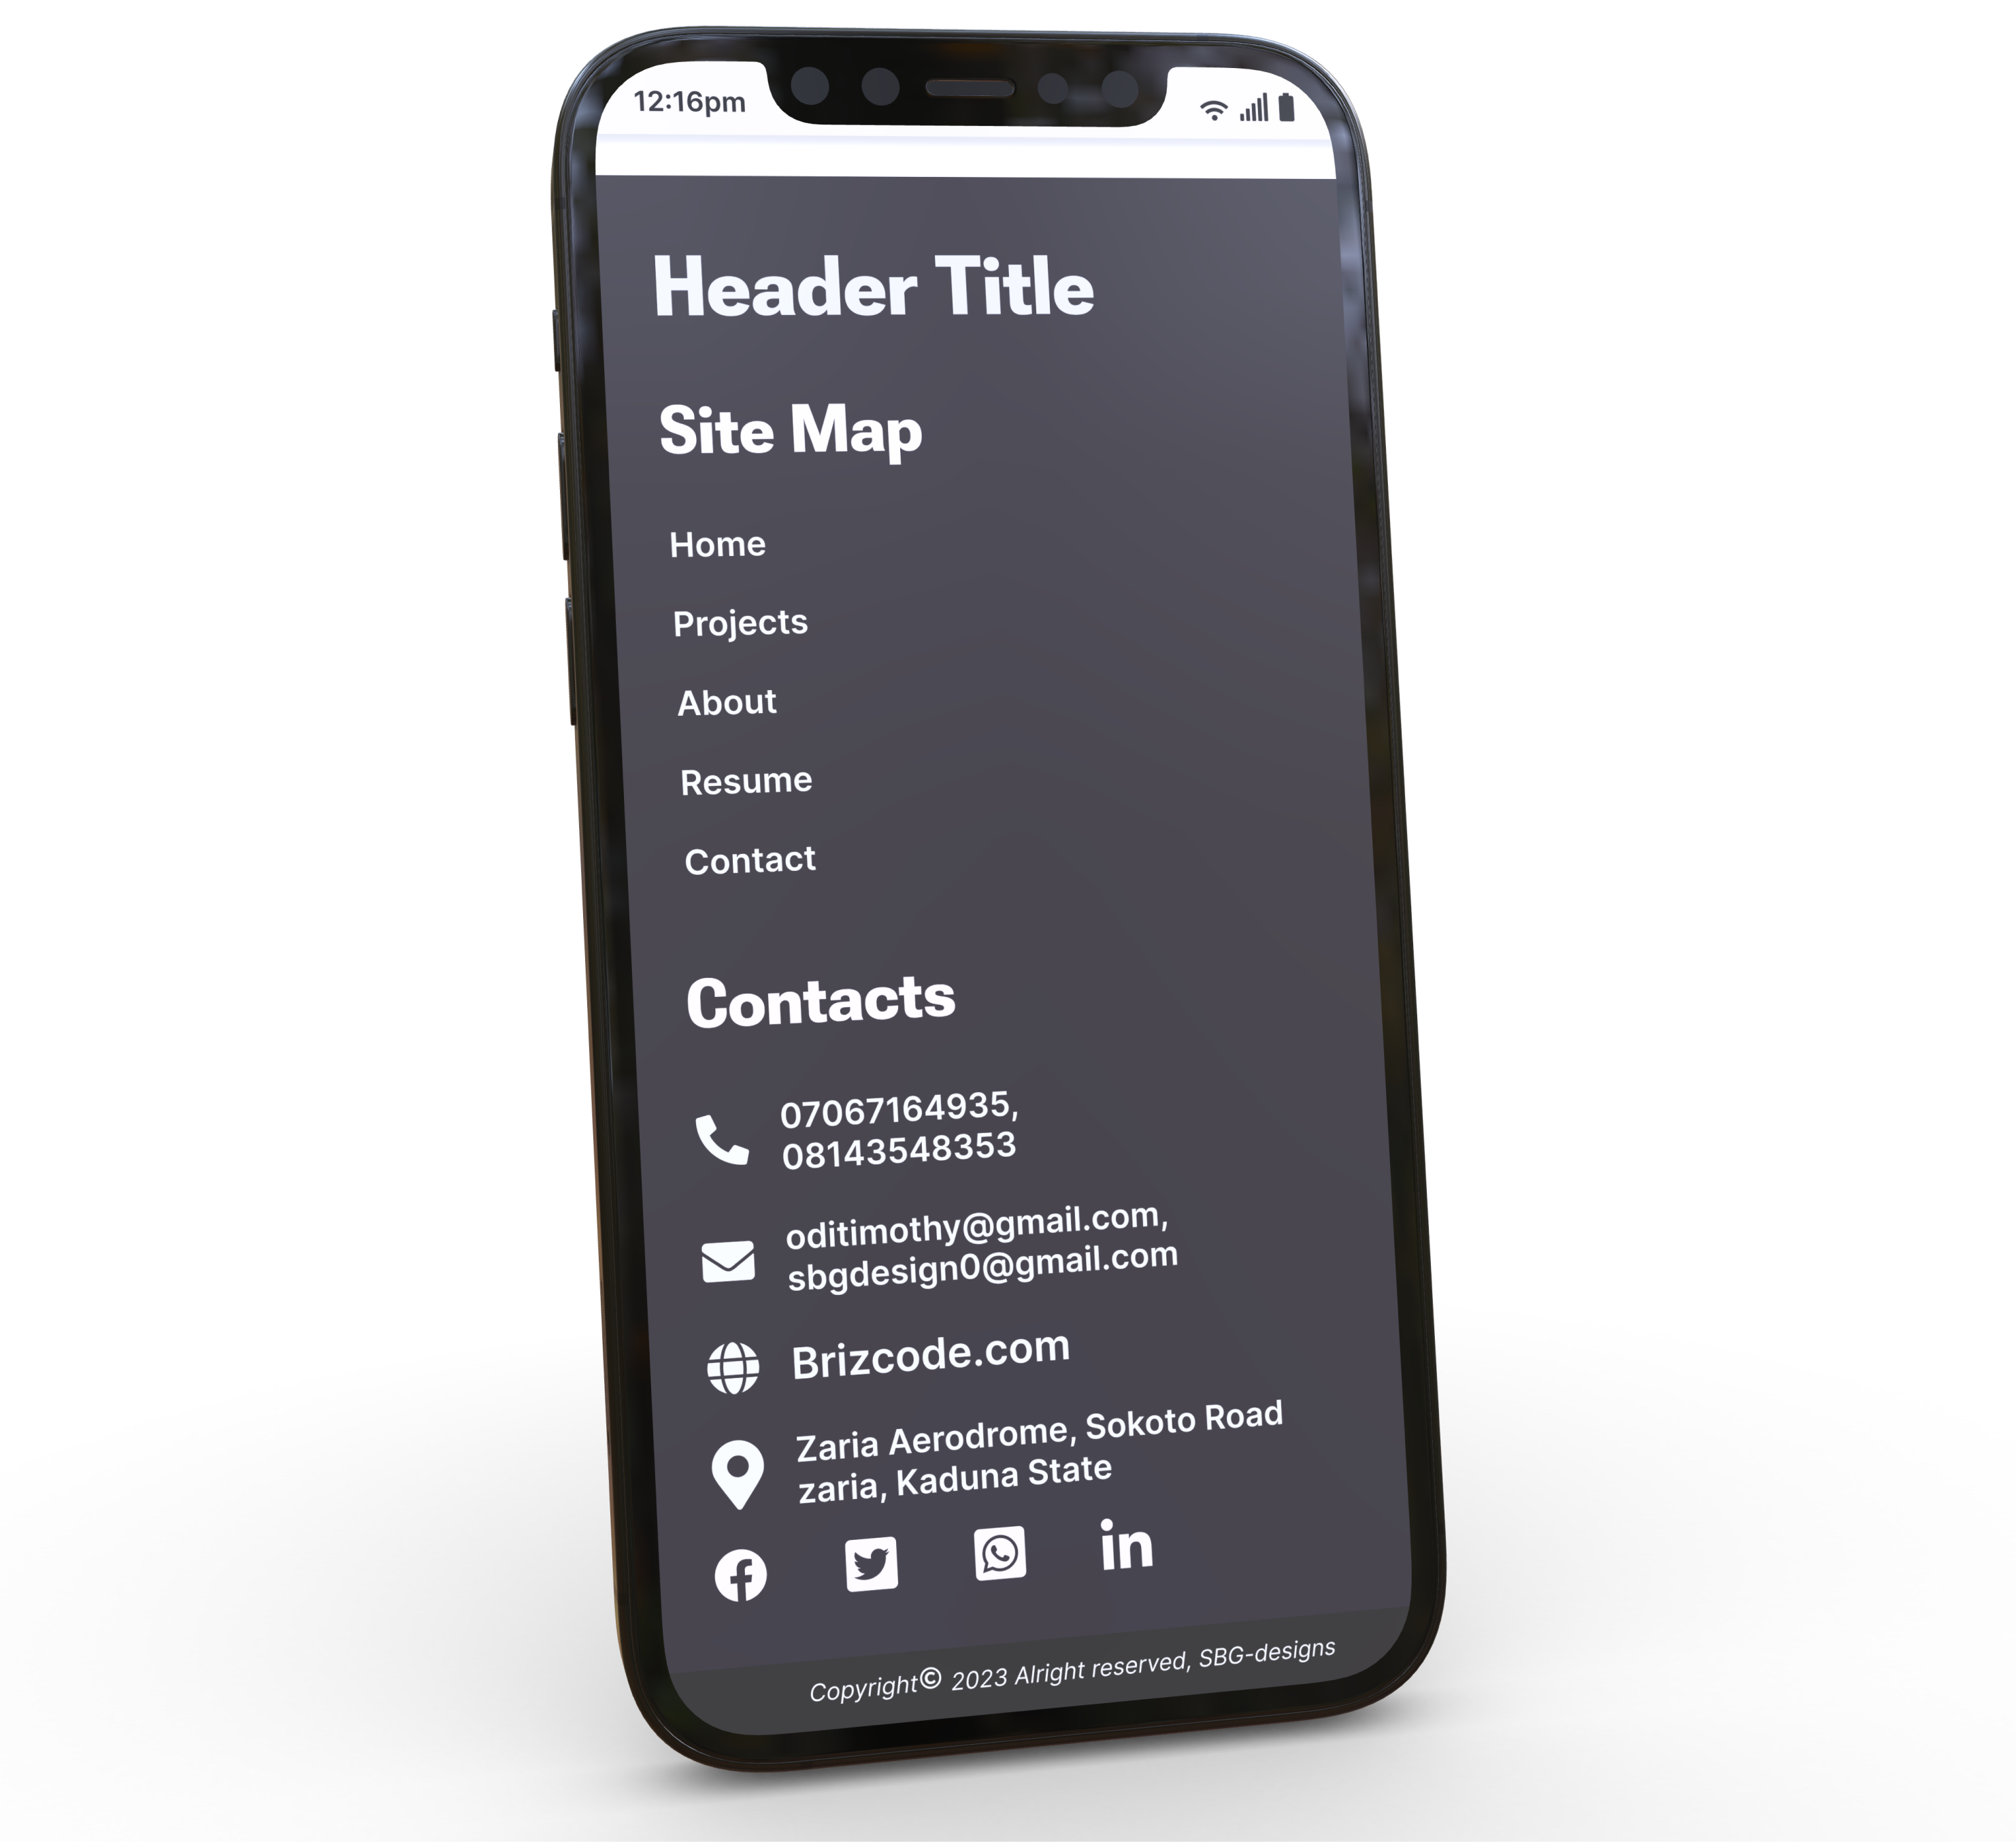 12:16pm
Header Title
Site Map
Home
Projects
About
Resume
Contact
Contacts
07067164935,
08143548353
oditimothy@gmail.com,
sbgdesign0@gmail.com
Brizcode.com
Zaria Aerodrome, Sokoto Road
zaria, Kaduna State
in
Copyright© 2023 Alright reserved, SBG-designs